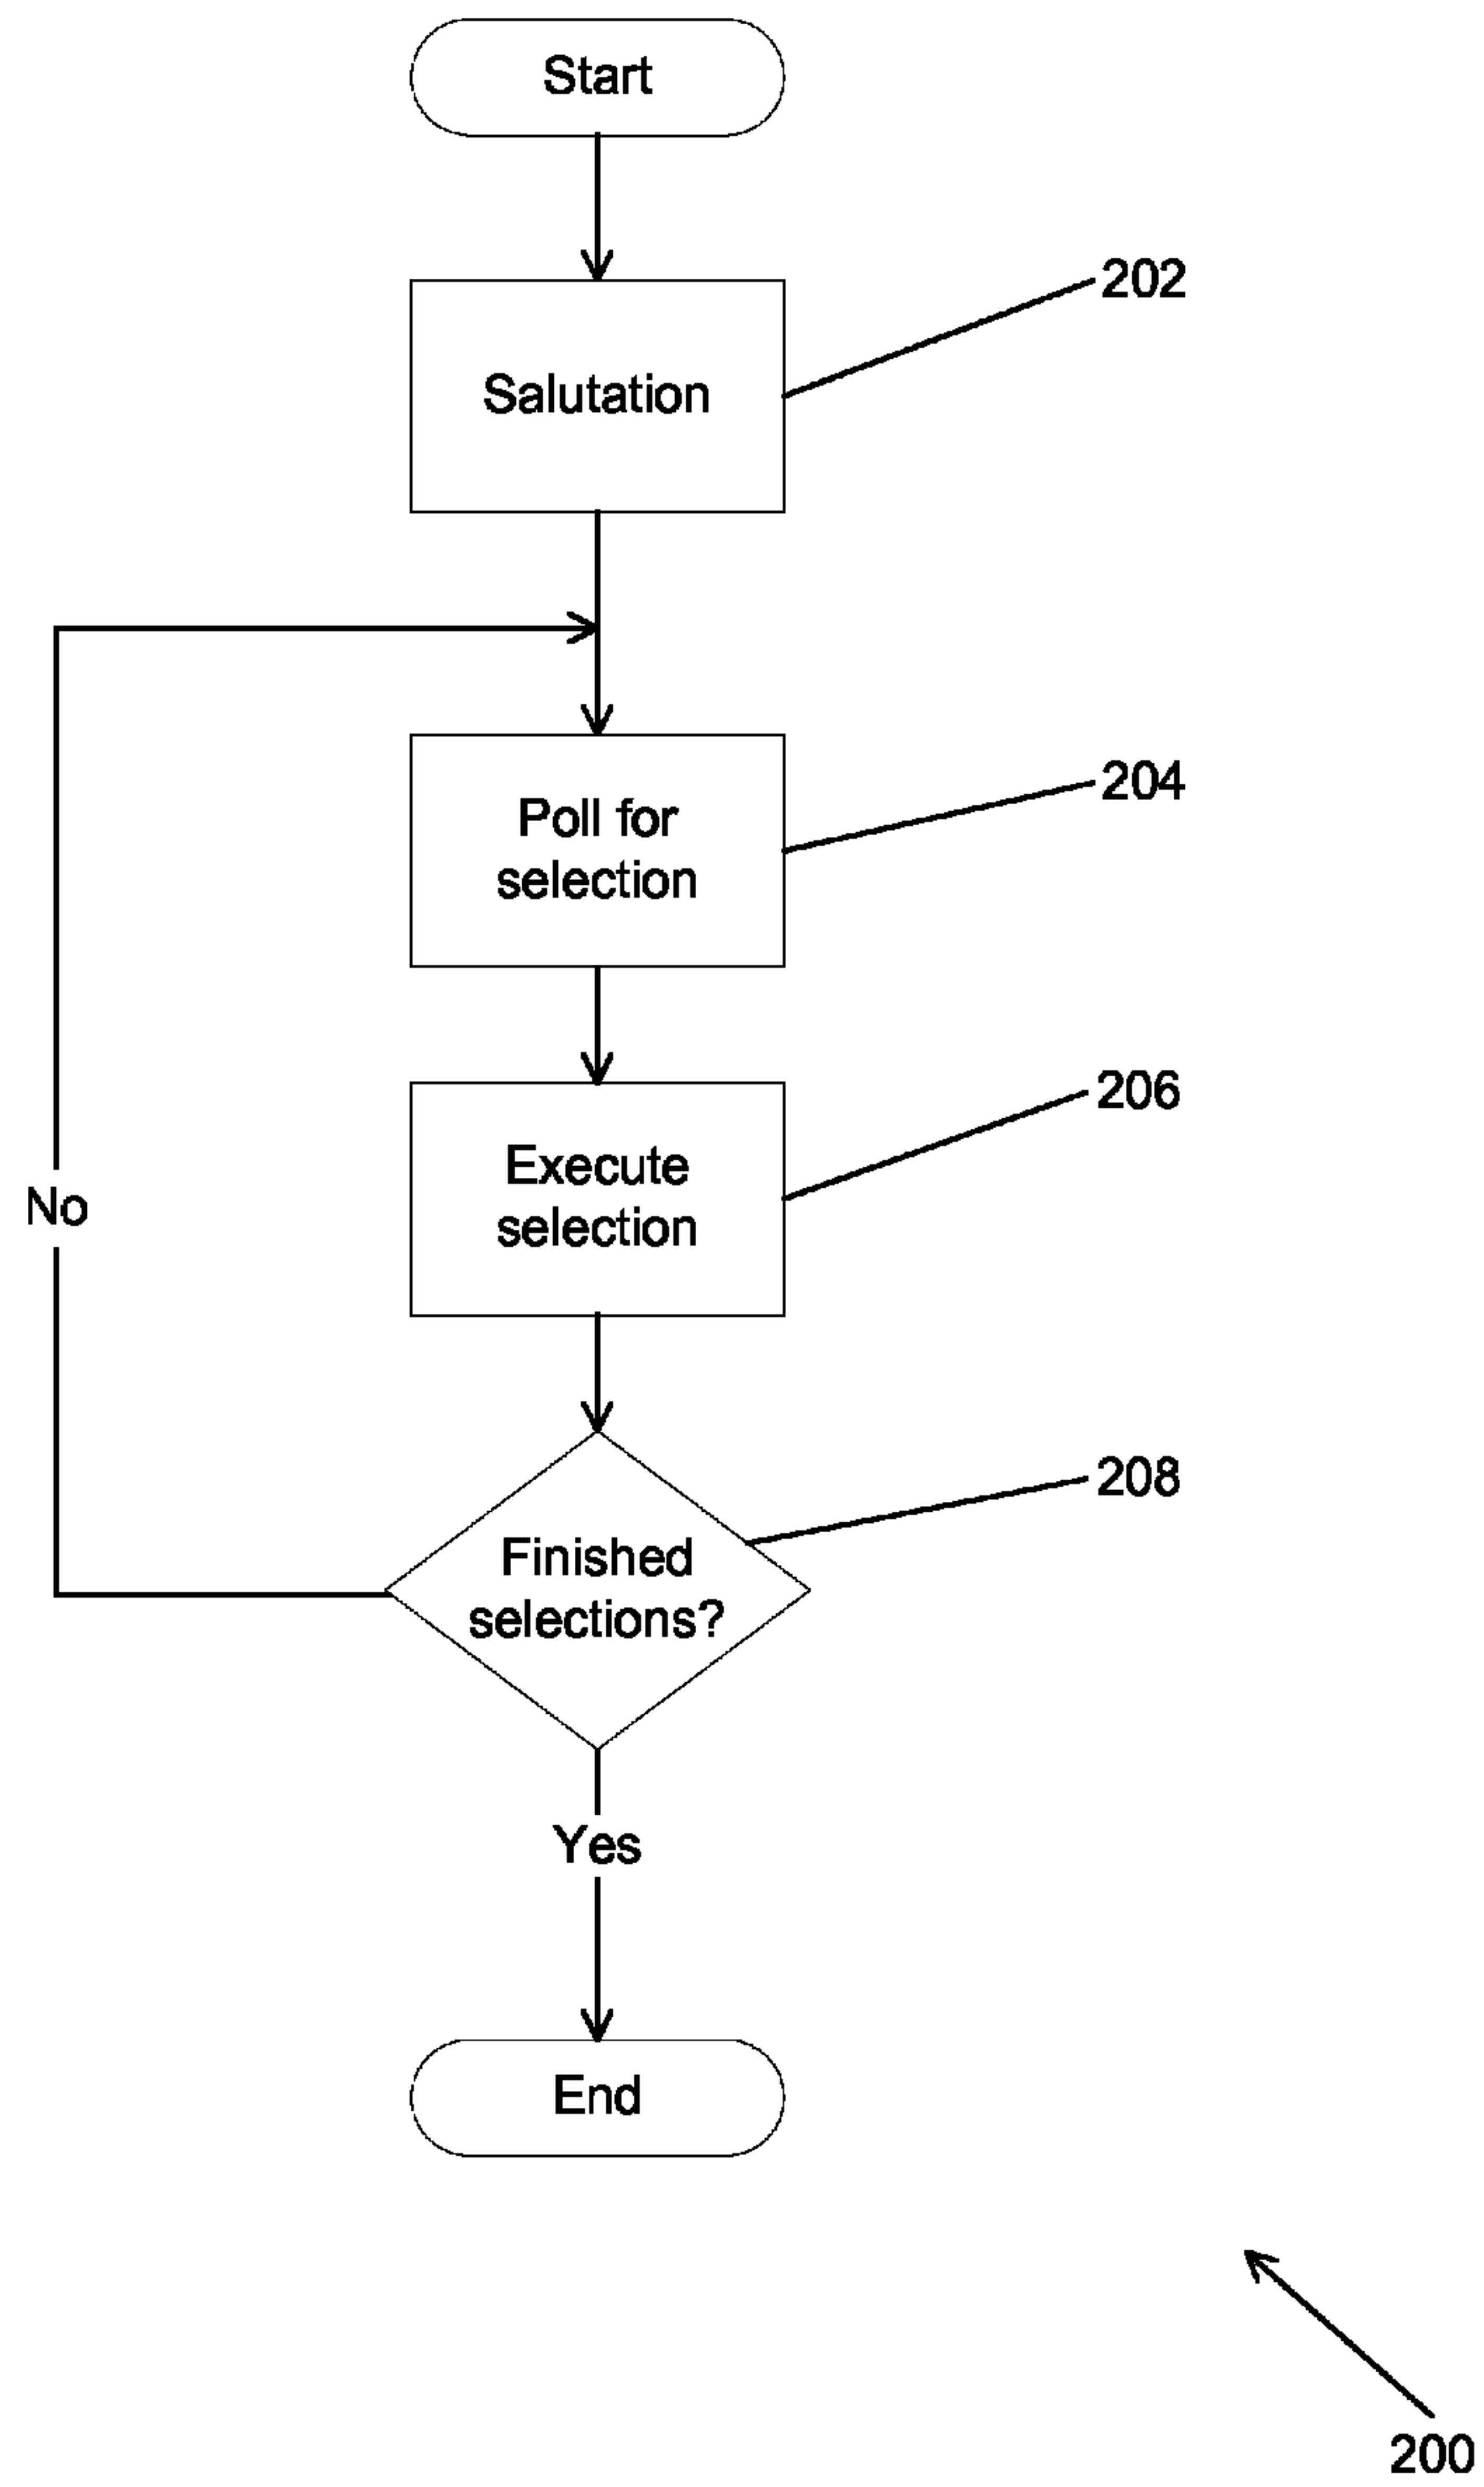 Start
Salutation
202
Poll for
selection
204
Execute
selection
206
No
Finished
selections?
208
Yes
End
200